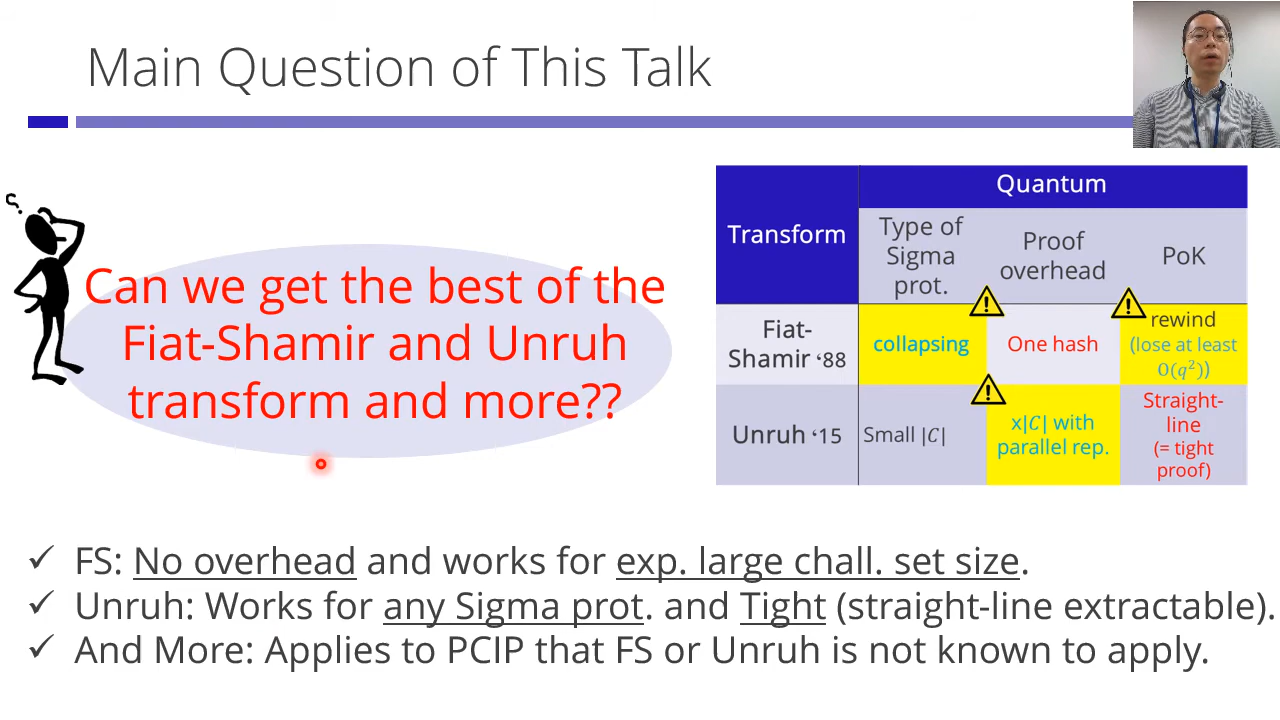 Main Question of This Talk
Can we get the best of the
Fiat-Shamir and Unruh
transform and more??
Transform
Quantum
Type of
Sigma
prot.
Proof
overhead
PoK
Fiat-
Shamir ‘88
collapsing
One hash
rewind
(lose at least
O(𝑞²))
Unruh ‘15
Small |𝐶|
x|𝐶| with
parallel rep.
Straight-
line
(= tight
proof)
✓ FS: No overhead and works for exp. large chall. set size.
✓ Unruh: Works for any Sigma prot. and Tight (straight-line extractable).
✓ And More: Applies to PCIP that FS or Unruh is not known to apply.